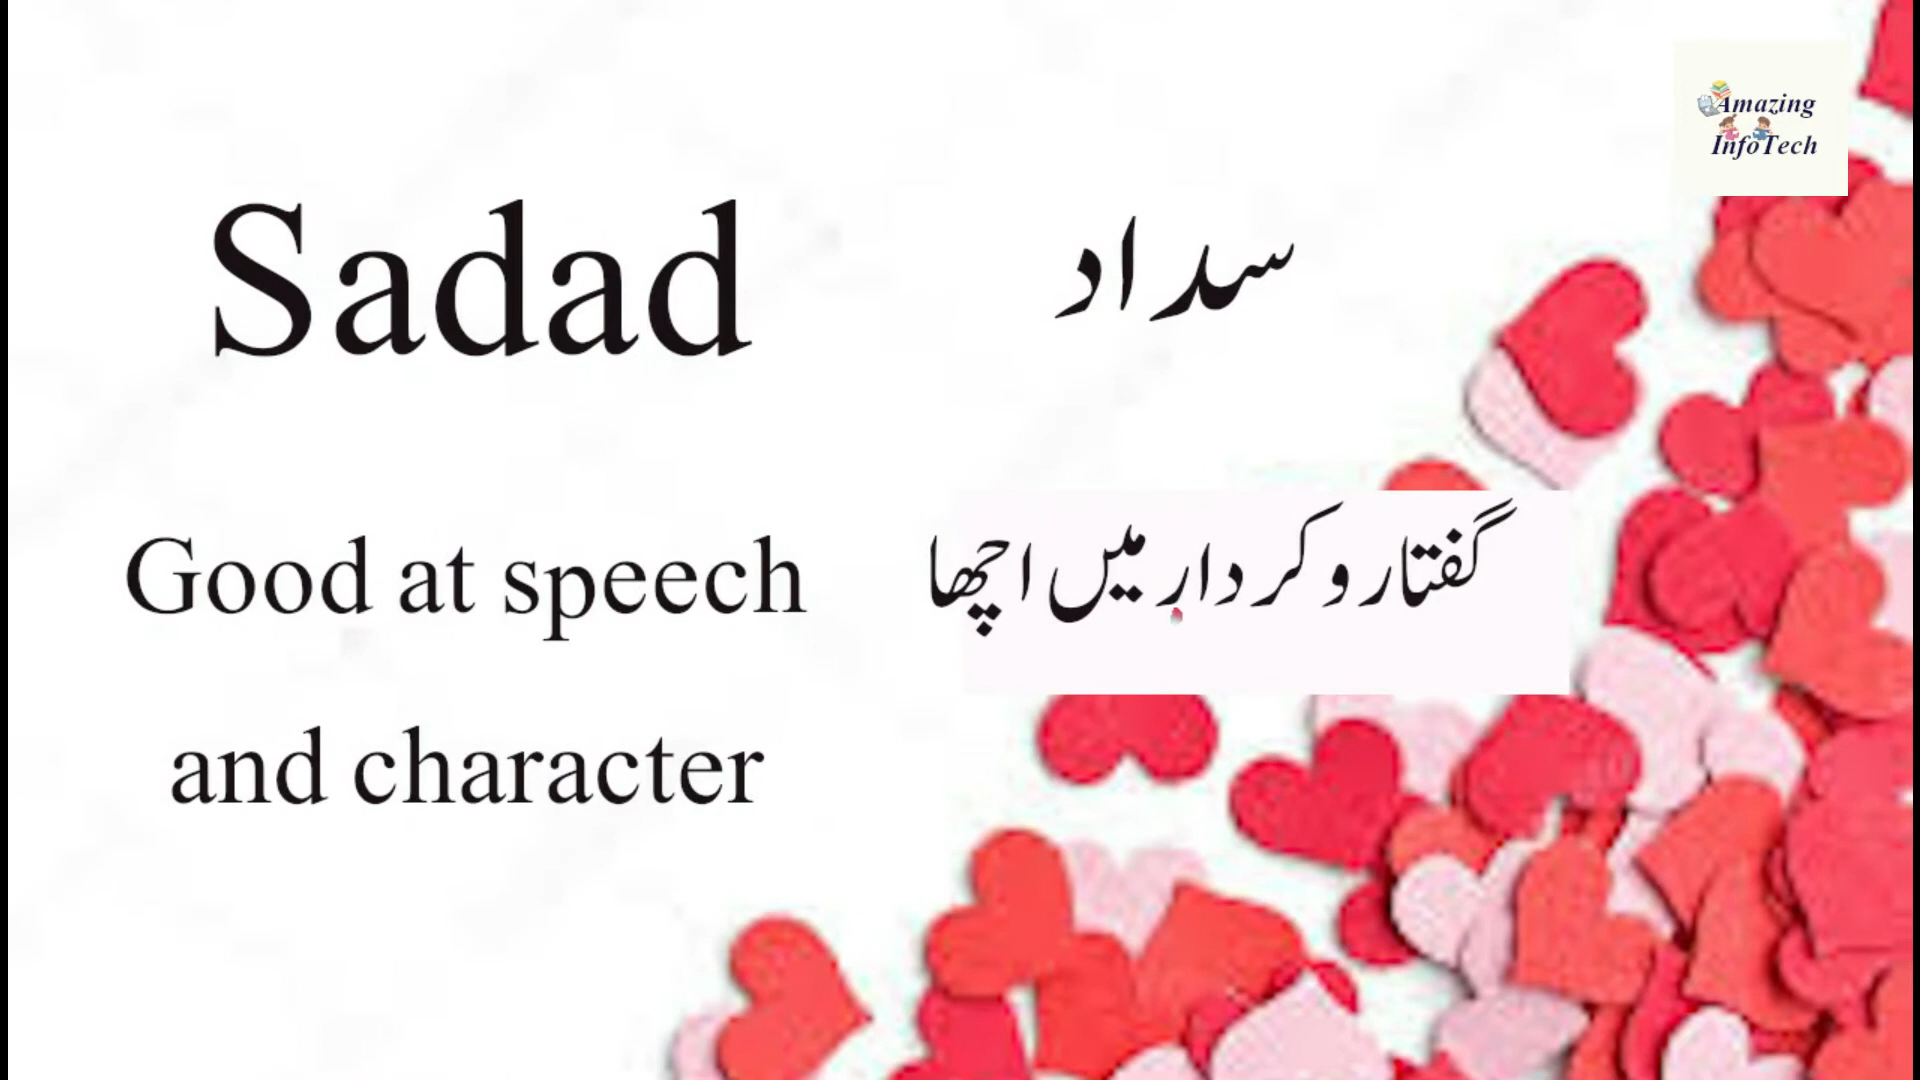 Amazing
InfoTech
Sadad
سداد
Good at speech
and character
گفتار و کردار میں اچھا